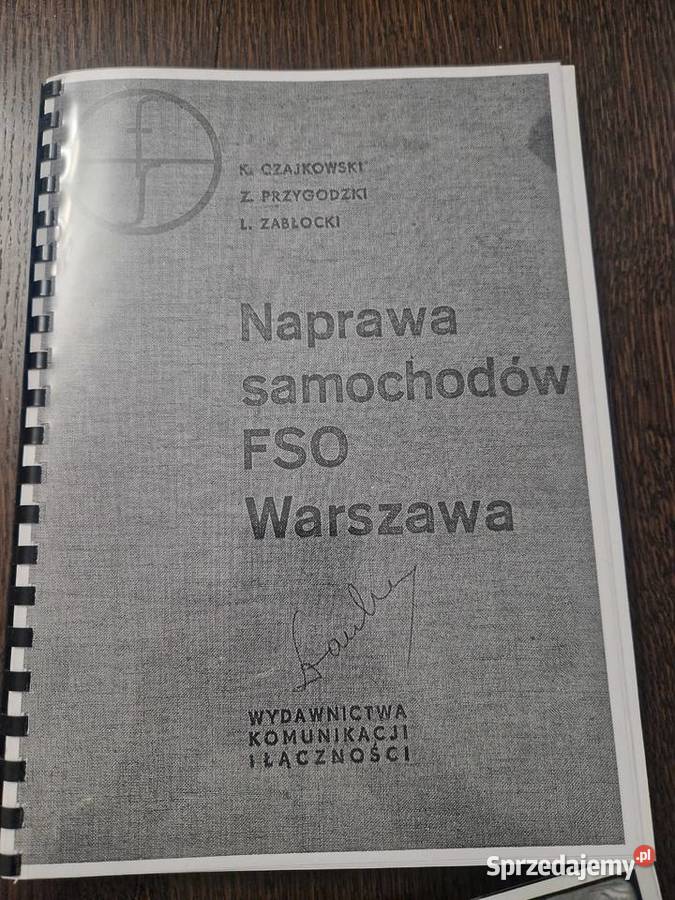 K. CZAJKOWSKI
Z. PRZYGODZKI
L. ZABŁOCKI
Naprawa
samochodów
FSO
Warszawa
WYDAWNICTWA
KOMUNIKACJI
I ŁĄCZNOŚCI
Sprzedajemy.pl